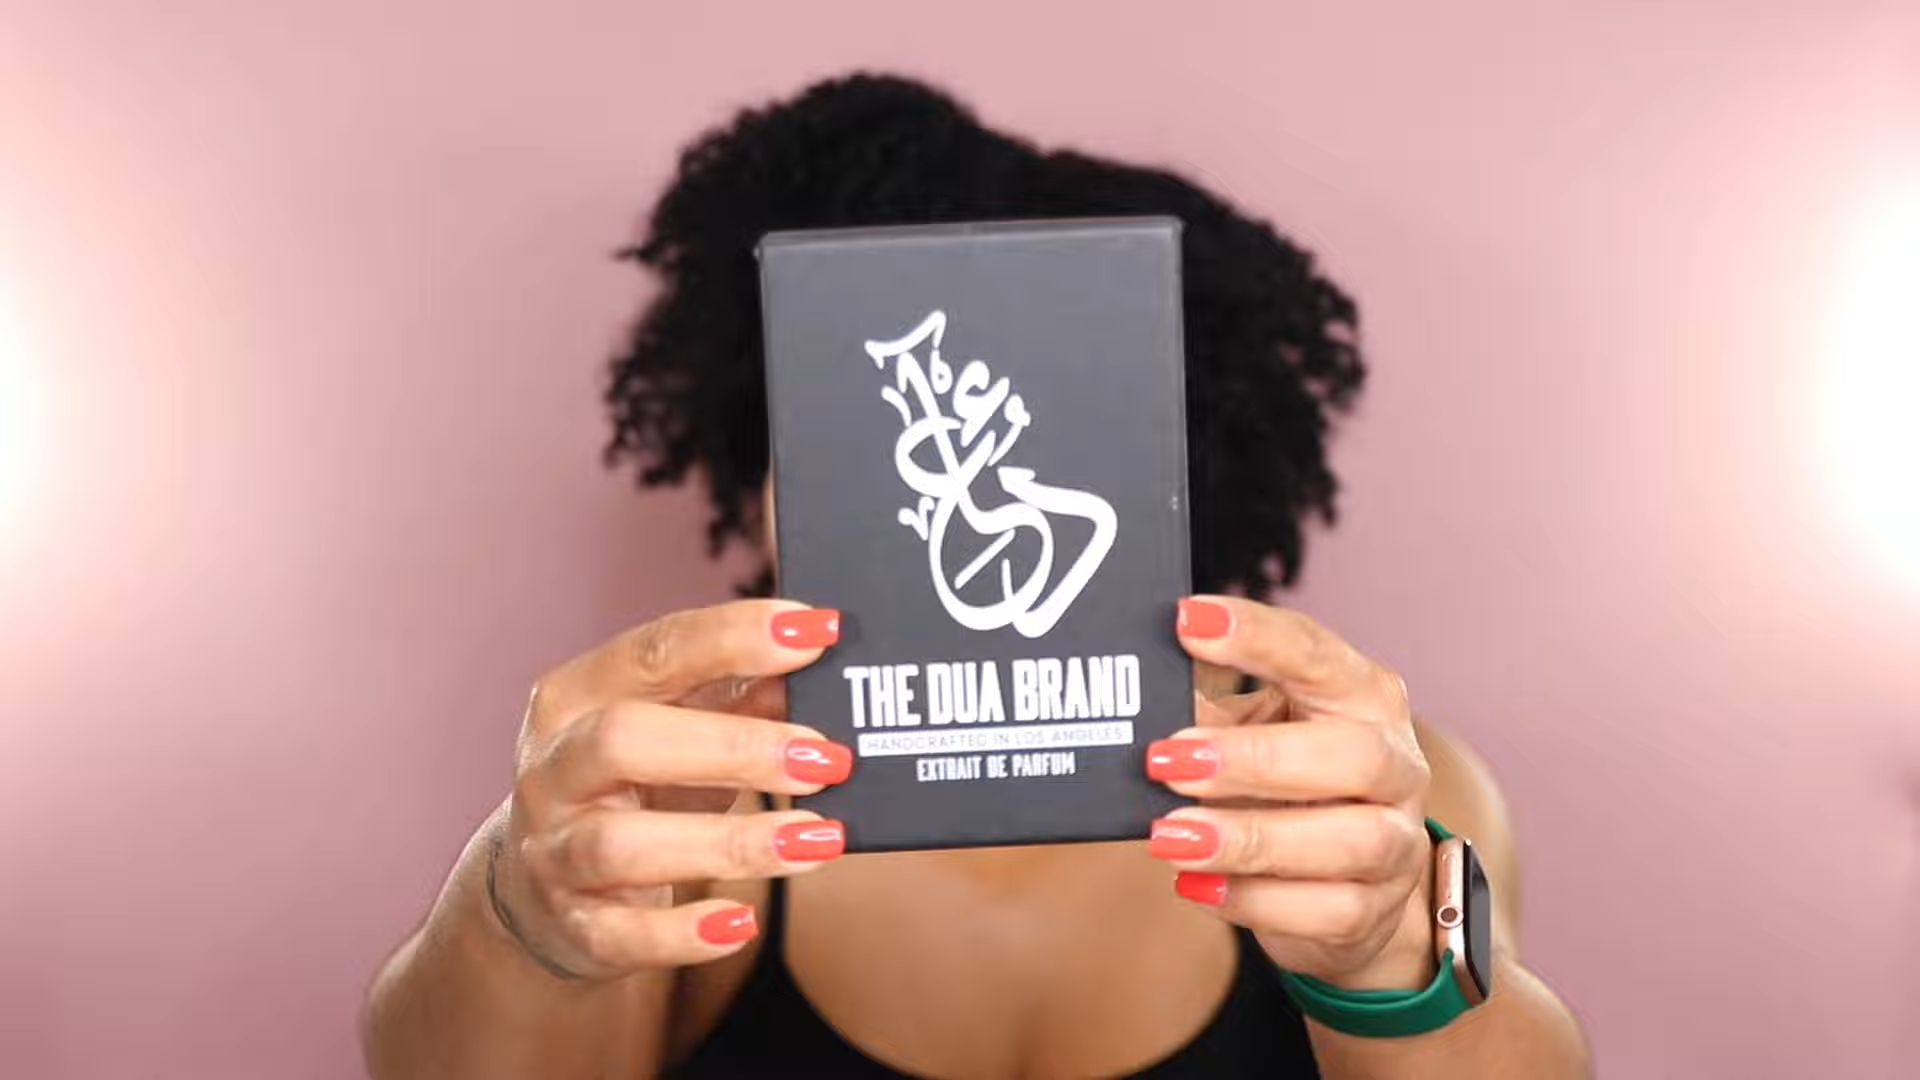 THE DUA BRAND
HANDCRAFTED IN LOS ANGELES
EXTRAIT DE PARFUM